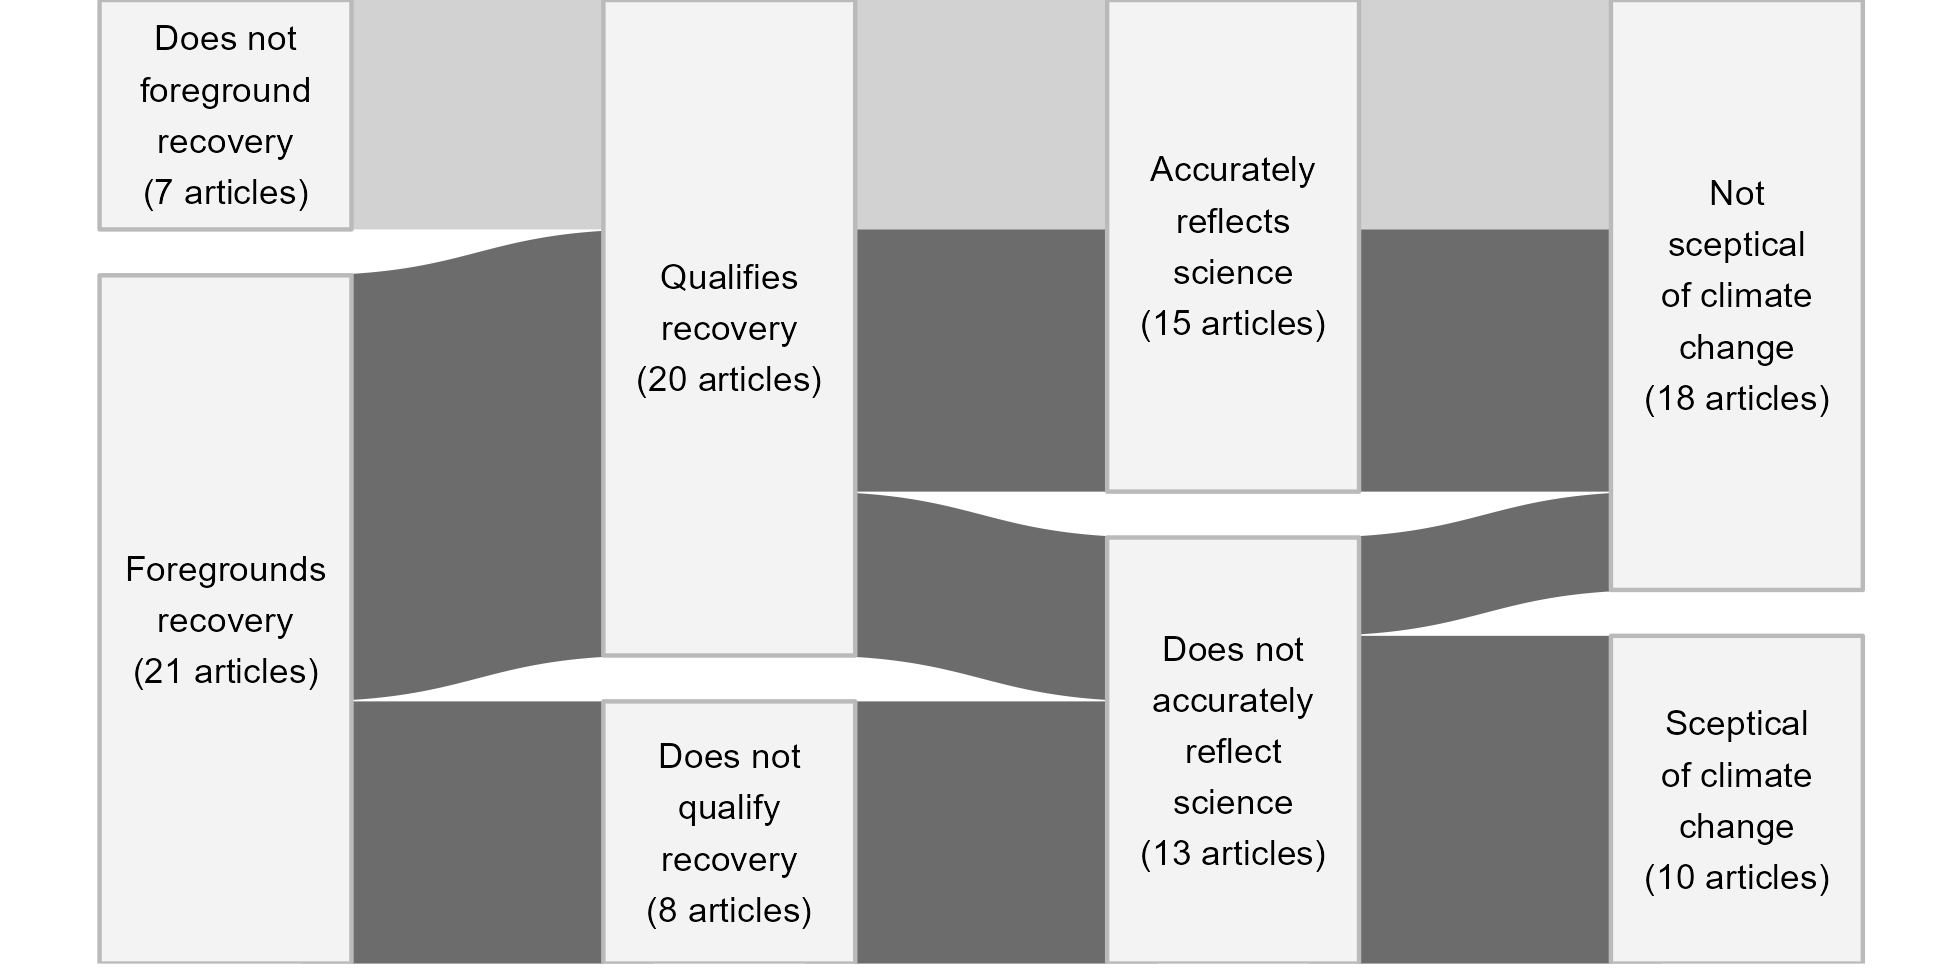 Does not
foreground
recovery
(7 articles)
Foregrounds
recovery
(21 articles)
Qualifies
recovery
(20 articles)
Does not
qualify
recovery
(8 articles)
Accurately
reflects
science
(15 articles)
Does not
accurately
reflect
science
(13 articles)
Not
sceptical
of climate
change
(18 articles)
Sceptical
of climate
change
(10 articles)